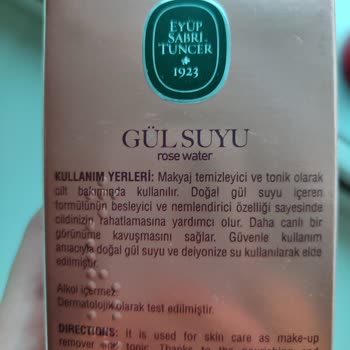 EYÜP
SABRİ
TUNCER
1923
GÜL SUYU
rose water
KULLANIM YERLERİ: Makyaj temizleyici ve tonik olarak
cilt bakımında kullanılır. Doğal gül suyu içeren
formülünün besleyici ve nemlendirici özelliği sayesinde
cildinizin rahatlamasına yardımcı olur. Daha canlı bir
görünüme kavuşmasını sağlar. Güvenle kullanım
amacıyla doğal gül suyu ve deiyonize su kullanılarak elde
edilmiştir.
Alkol içermez.
Dermatolojik olarak test edilmiştir.
DIRECTIONS: It is used for skin care as make-up
remover and tonic. Thanks to the